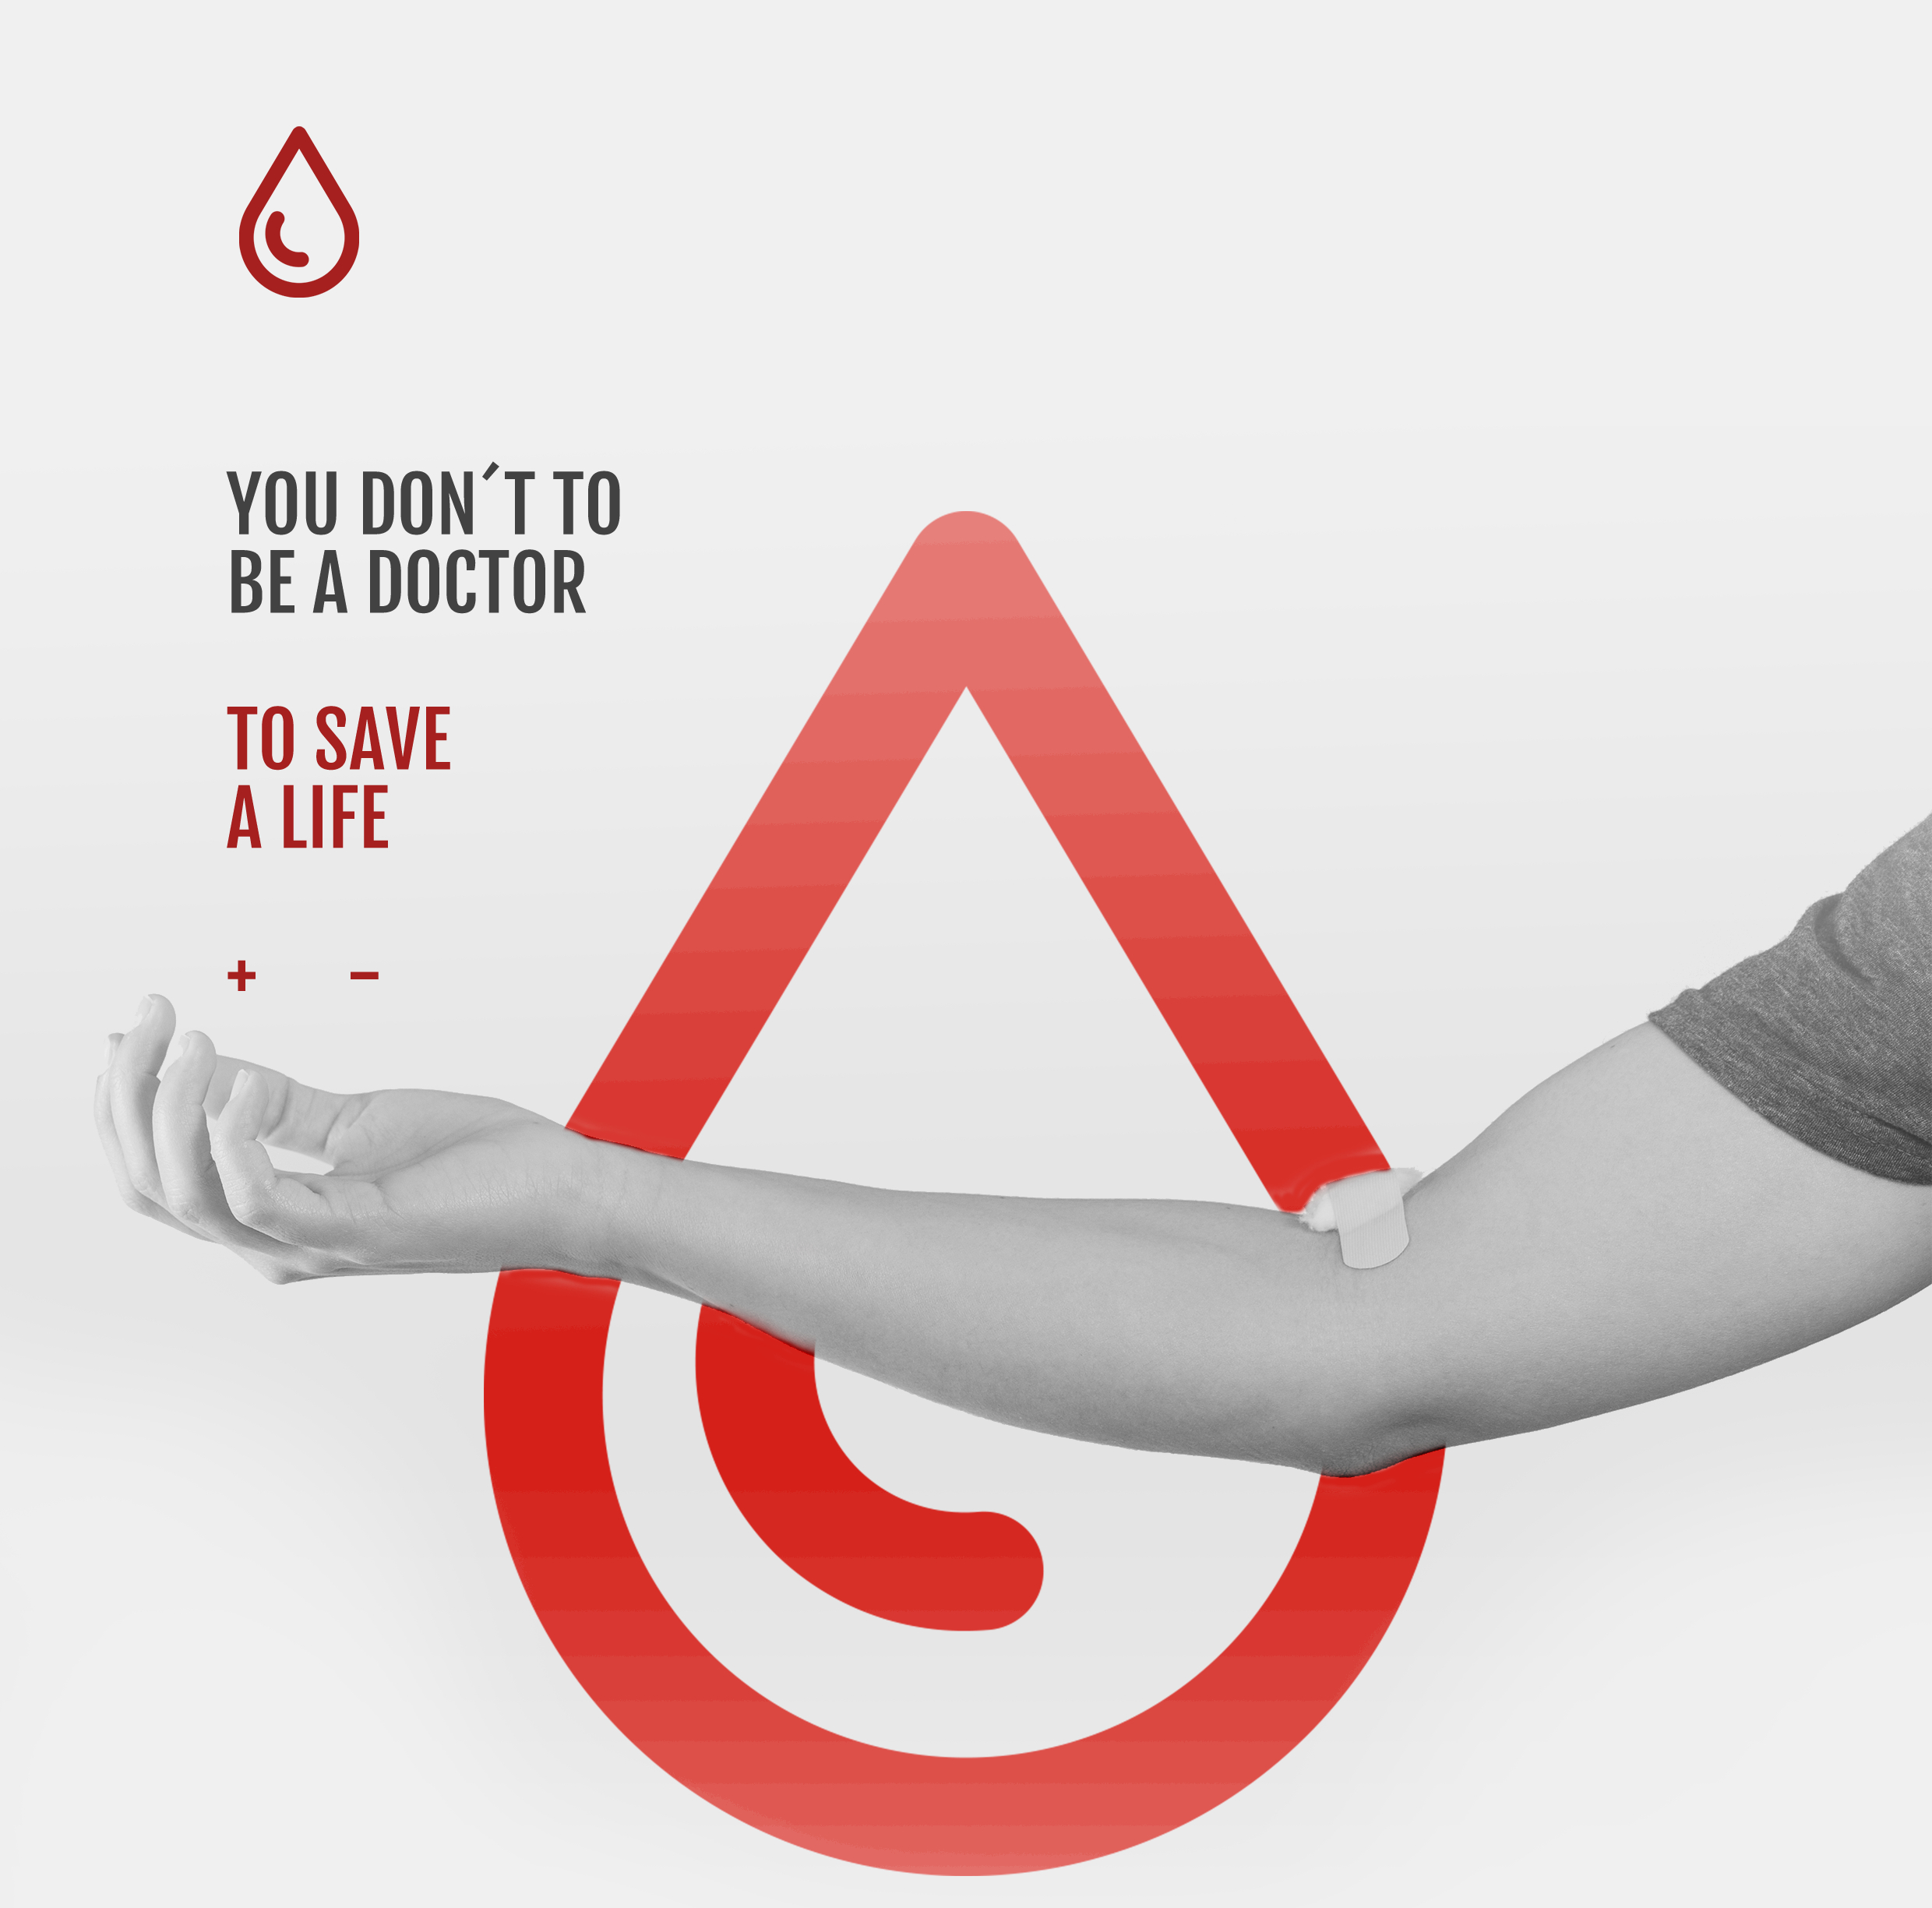 YOU DON´T TO
BE A DOCTOR
TO SAVE
A LIFE
+ −